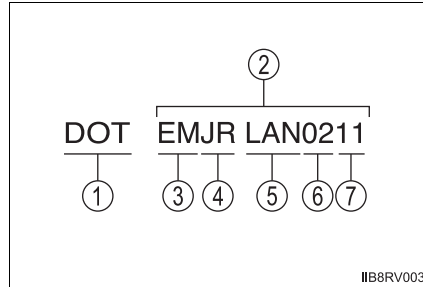 ②
DOT EMJR LAN0211
① ③ ④ ⑤ ⑥ ⑦
IIB8RV003